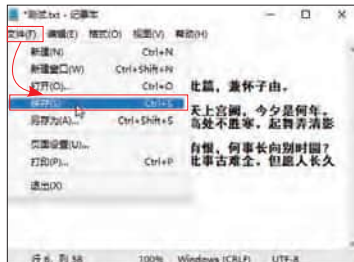 *测试.txt - 记事本
文件(F) 编辑(E) 格式(O) 视图(V) 帮助(H)
新建(N) Ctrl+N
新建窗口(W) Ctrl+Shift+N
打开(O)... Ctrl+O
保存(S) Ctrl+S
另存为(A)... Ctrl+Shift+S
页面设置(U)...
打印(P)... Ctrl+P
退出(X)
此篇，兼怀子由。
天上宫阙，今夕是何年。
高处不胜寒。起舞弄清影
有恨，何事长向别时圆？
此事古难全。但愿人长久
行 6，列 58 100% Windows (CRLF) UTF-8